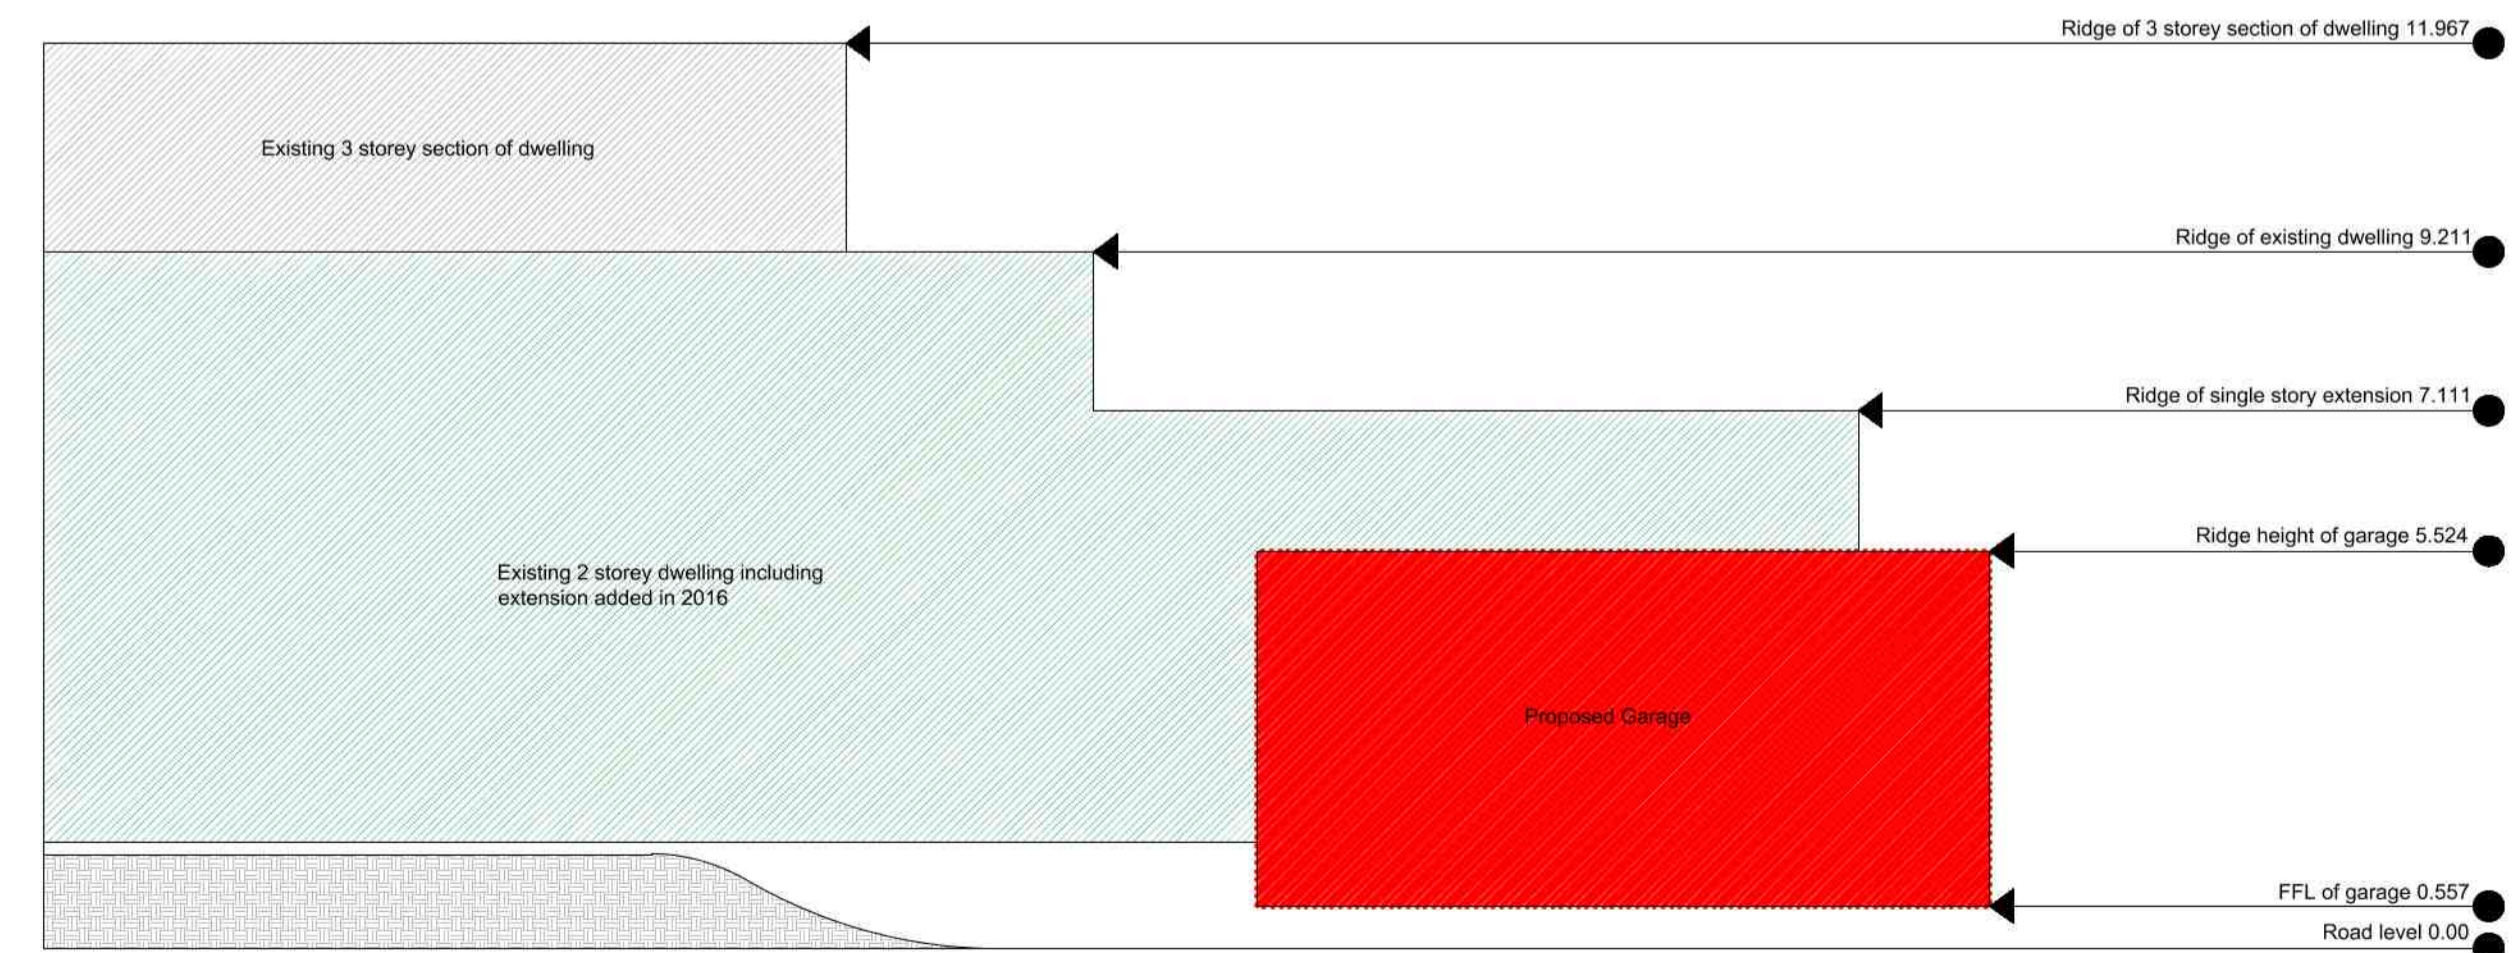 Ridge of 3 storey section of dwelling 11.967
Existing 3 storey section of dwelling
Ridge of existing dwelling 9.211
Ridge of single story extension 7.111
Ridge height of garage 5.524
Existing 2 storey dwelling including
extension added in 2016
Proposed Garage
FFL of garage 0.557
Road level 0.00